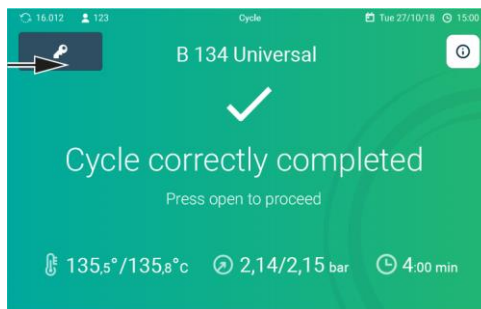 16.012 123 Cycle Tue 27/10/18 15:00
B 134 Universal
Cycle correctly completed
Press open to proceed
135,5°/135,8°c 2,14/2,15 bar 4:00 min